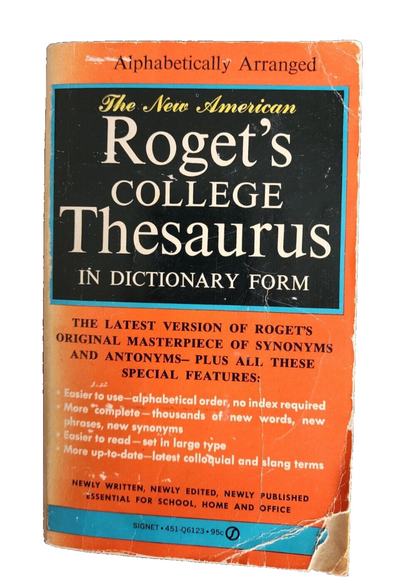 Alphabetically Arranged
The New American
Roget's
COLLEGE
Thesaurus
IN DICTIONARY FORM
THE LATEST VERSION OF ROGET'S
ORIGINAL MASTERPIECE OF SYNONYMS
AND ANTONYMS—PLUS ALL THESE
SPECIAL FEATURES:
• Easier to use—alphabetical order, no index required
• More complete—thousands of new words, new
phrases, new synonyms
• Easier to read—set in large type
• More up-to-date—latest colloquial and slang terms
NEWLY WRITTEN, NEWLY EDITED, NEWLY PUBLISHED
ESSENTIAL FOR SCHOOL, HOME AND OFFICE
SIGNET • 451-Q6123 • 95c